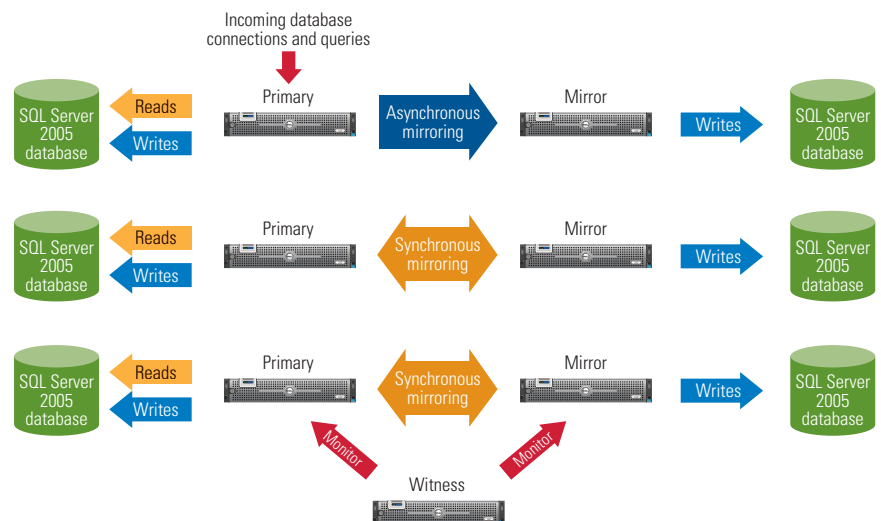 Incoming database
connections and queries
Primary
Mirror
SQL Server
2005
database
Reads
Writes
Asynchronous
mirroring
Writes
SQL Server
2005
database
Primary
Mirror
SQL Server
2005
database
Reads
Writes
Synchronous
mirroring
Writes
SQL Server
2005
database
Primary
Mirror
SQL Server
2005
database
Reads
Writes
Synchronous
mirroring
Writes
SQL Server
2005
database
Monitor
Monitor
Witness